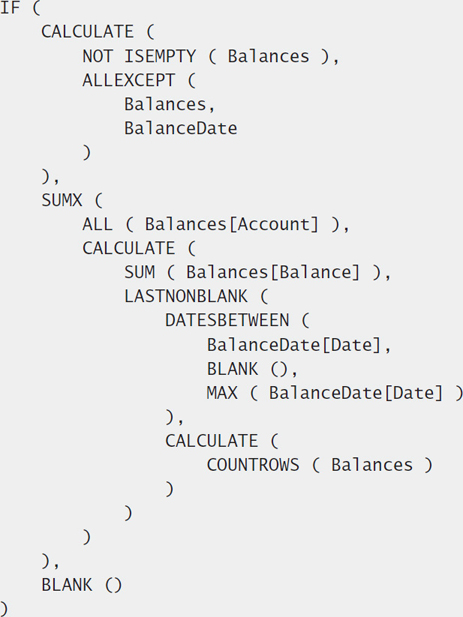 IF (
    CALCULATE (
        NOT ISEMPTY ( Balances ),
        ALLEXCEPT (
            Balances,
            BalanceDate
        )
    ),
    SUMX (
        ALL ( Balances[Account] ),
        CALCULATE (
            SUM ( Balances[Balance] ),
            LASTNONBLANK (
                DATESBETWEEN (
                    BalanceDate[Date],
                    BLANK (),
                    MAX ( BalanceDate[Date] )
                ),
                CALCULATE (
                    COUNTROWS ( Balances )
                )
            )
        )
    ),
    BLANK ()
)